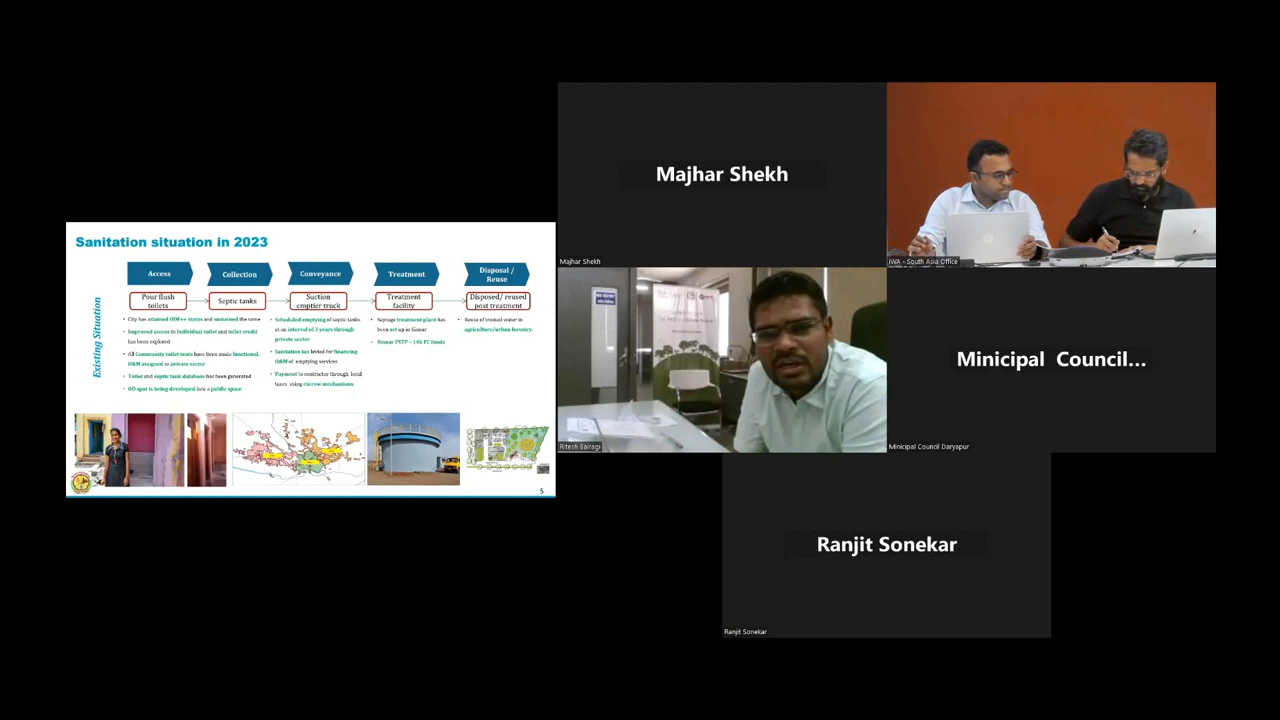 Sanitation situation in 2023
Existing Situation
Access
Collection
Conveyance
Treatment
Disposal /
Reuse
Pour flush
toilets
Septic tanks
Suction
emptier truck
Treatment
facility
Disposed/ reused
post treatment
• City has attained ODF++ status and sustained the same
• Improved access to Individual toilet and toilet credit
has been explored
• All Community toilet seats have been made functional.
O&M assigned to private sector
• Toilet and septic tank database has been generated
• OD spot is being developed into a public space
• Scheduled emptying of septic tanks
at an interval of 3 years through
private sector
• Sanitation tax levied for financing
O&M of emptying services
• Payment to contractor through local
taxes using escrow mechanisms
• Septage treatment plant has
been set up in Sinnar
• Sinnar FSTP – 14h FC funds
• Reuse of treated water in
agriculture/urban forestry.
5
Majhar Shekh
Majhar Shekh
IWA - South Asia Office
Ritesh Bairagi
Minicipal Council...
Minicipal Council Daryapur
Ranjit Sonekar
Ranjit Sonekar